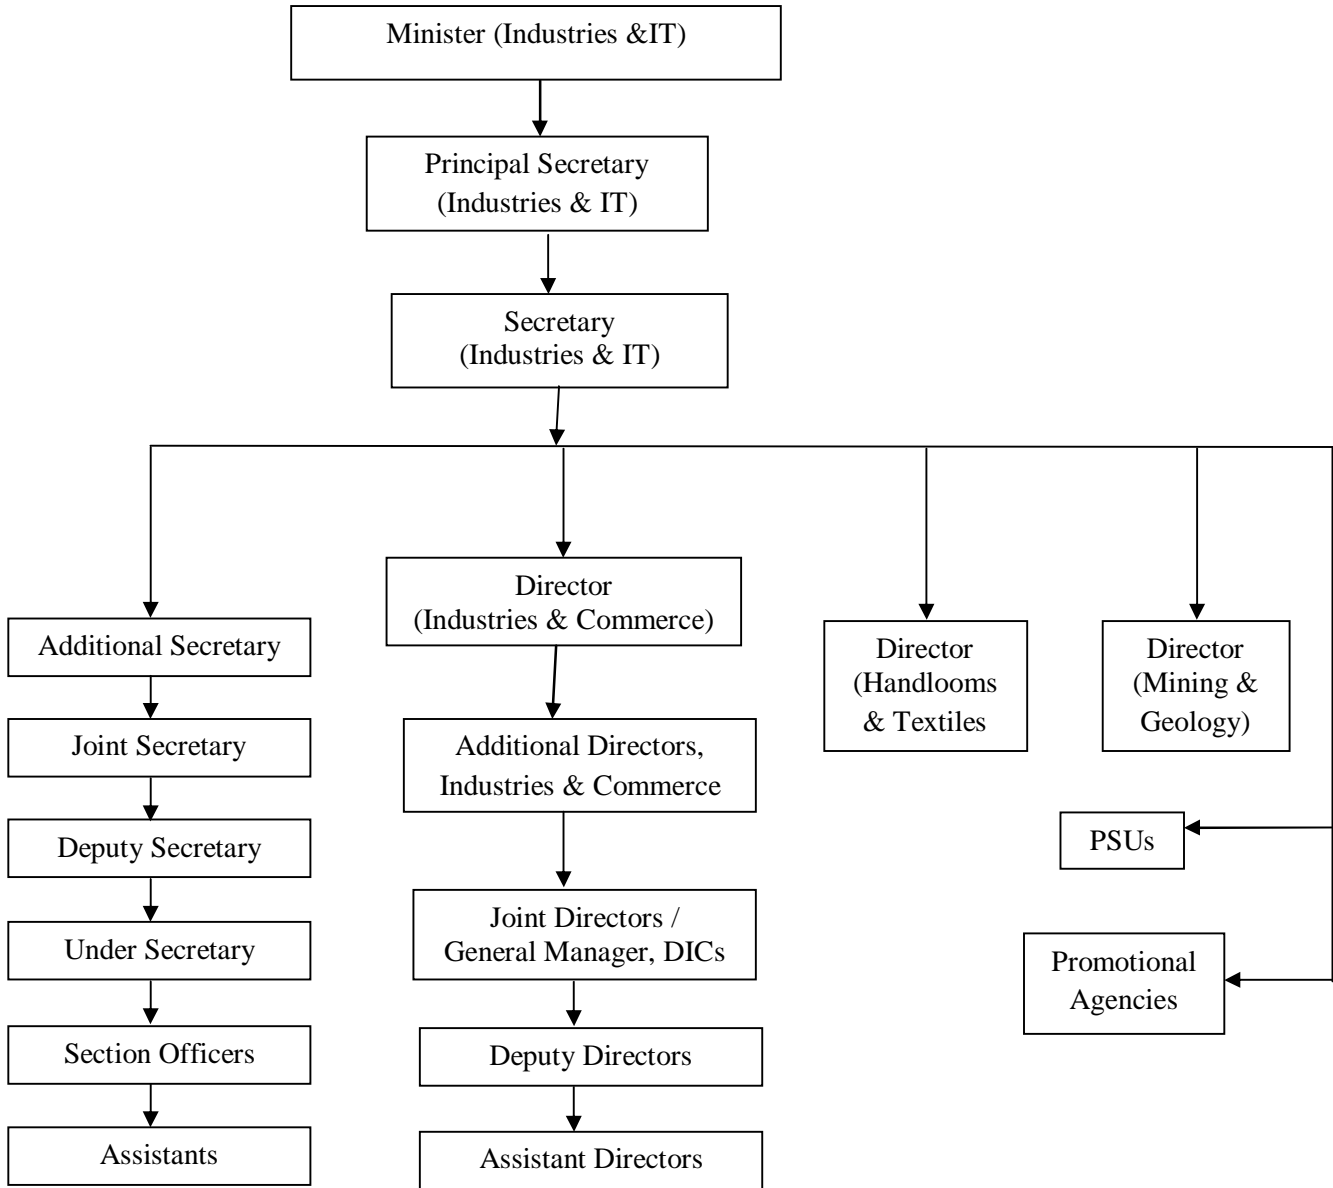 Minister (Industries &IT)
Principal Secretary
(Industries & IT)
Secretary
(Industries & IT)
Additional Secretary
Joint Secretary
Deputy Secretary
Under Secretary
Section Officers
Assistants
Director
(Industries & Commerce)
Additional Directors,
Industries & Commerce
Joint Directors /
General Manager, DICs
Deputy Directors
Assistant Directors
Director
(Handlooms
& Textiles
Director
(Mining &
Geology)
PSUs
Promotional
Agencies